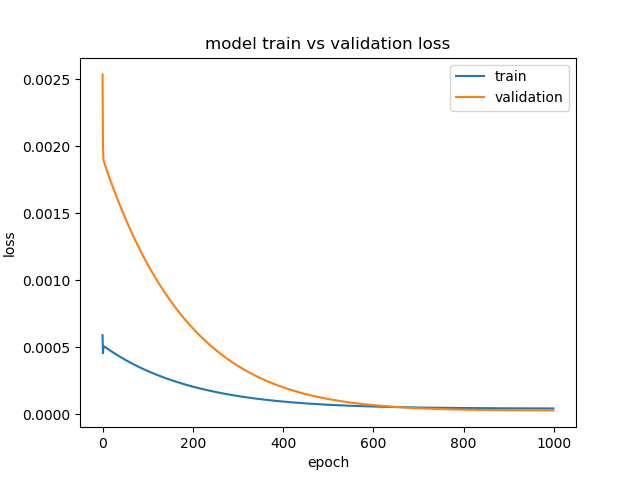 model train vs validation loss
train
validation
0.0025
0.0020
0.0015
0.0010
0.0005
0.0000
loss
0 200 400 600 800 1000
epoch